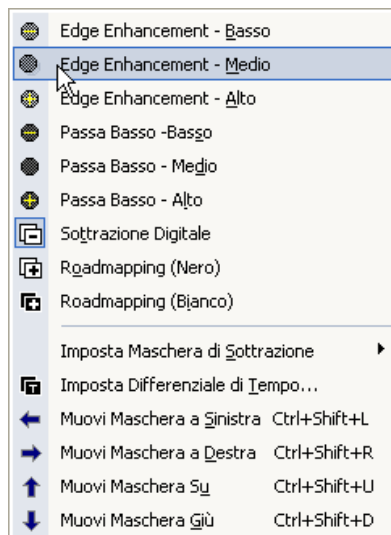 Edge Enhancement - Basso
Edge Enhancement - Medio
Edge Enhancement - Alto
Passa Basso -Basso
Passa Basso - Medio
Passa Basso - Alto
Sottrazione Digitale
Roadmapping (Nero)
Roadmapping (Bianco)
Imposta Maschera di Sottrazione
Imposta Differenziale di Tempo...
Muovi Maschera a Sinistra Ctrl+Shift+L
Muovi Maschera a Destra Ctrl+Shift+R
Muovi Maschera Su Ctrl+Shift+U
Muovi Maschera Giù Ctrl+Shift+D